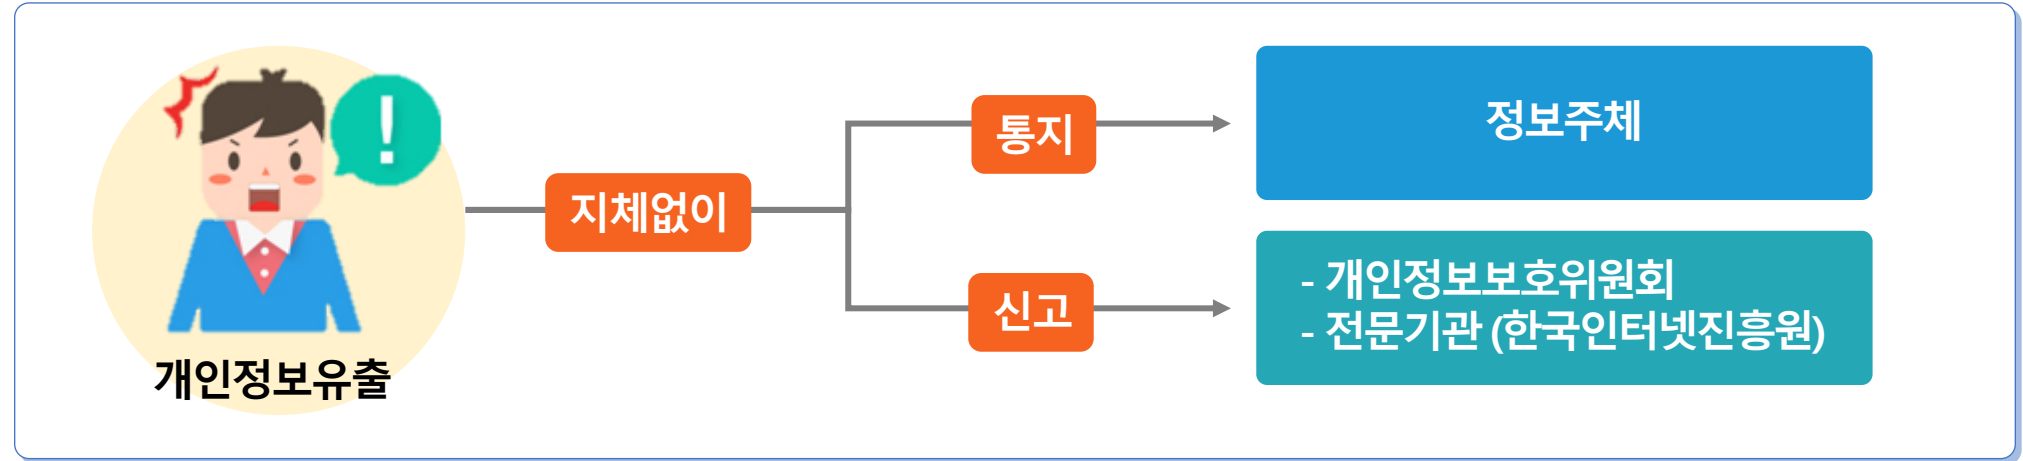 !
개인정보유출
지체없이
통지
정보주체
신고
- 개인정보보호위원회
- 전문기관 (한국인터넷진흥원)